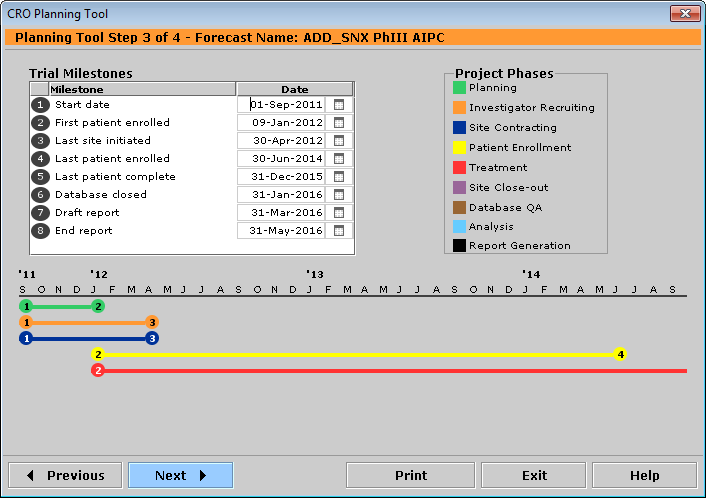 CRO Planning Tool
Planning Tool Step 3 of 4 - Forecast Name: ADD_SNX PhIII AIPC
Trial Milestones
Milestone Date
1 Start date 01-Sep-2011
2 First patient enrolled 09-Jan-2012
3 Last site initiated 30-Apr-2012
4 Last patient enrolled 30-Jun-2014
5 Last patient complete 31-Dec-2015
6 Database closed 31-Jan-2016
7 Draft report 31-Mar-2016
8 End report 31-May-2016
Project Phases
Planning
Investigator Recruiting
Site Contracting
Patient Enrollment
Treatment
Site Close-out
Database QA
Analysis
Report Generation
'11 '12 '13 '14
S O N D J F M A M J J A S O N D J F M A M J J A S O N D J F M A M J J A S
1 2
1 3
1 3
2 4
2
Previous Next Print Exit Help